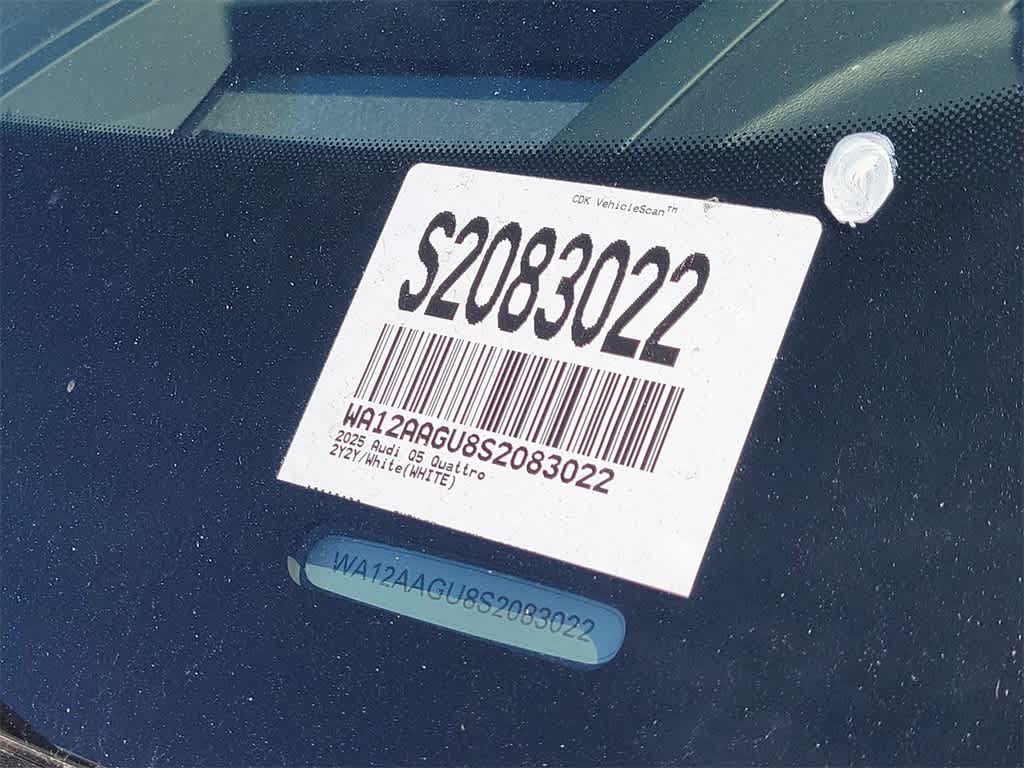 CDK VehicleScan™
S2083022
WA12AAGU8S2083022
2025 Audi Q5 Quattro
2Y2Y/White(WHITE)
WA12AAGU8S2083022